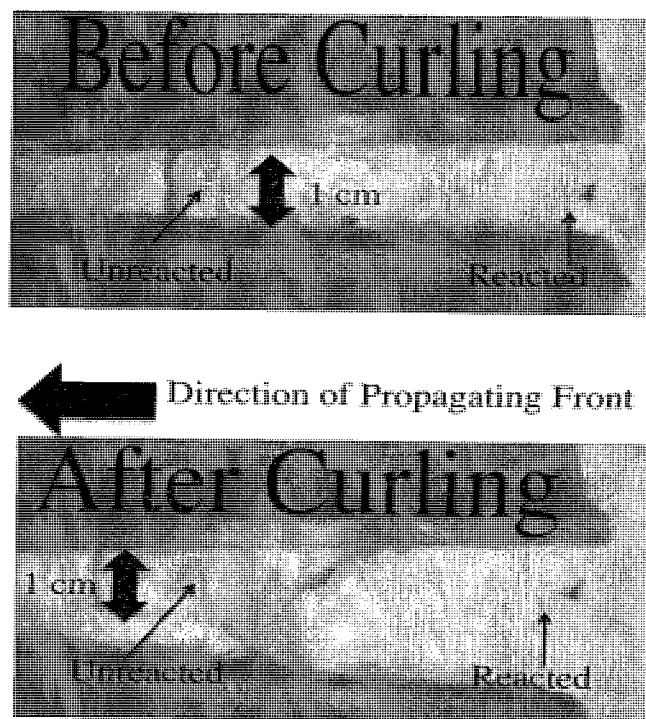 Before Curling
1 cm
Unreacted
Reacted
Direction of Propagating Front
After Curling
1 cm
Unreacted
Reacted